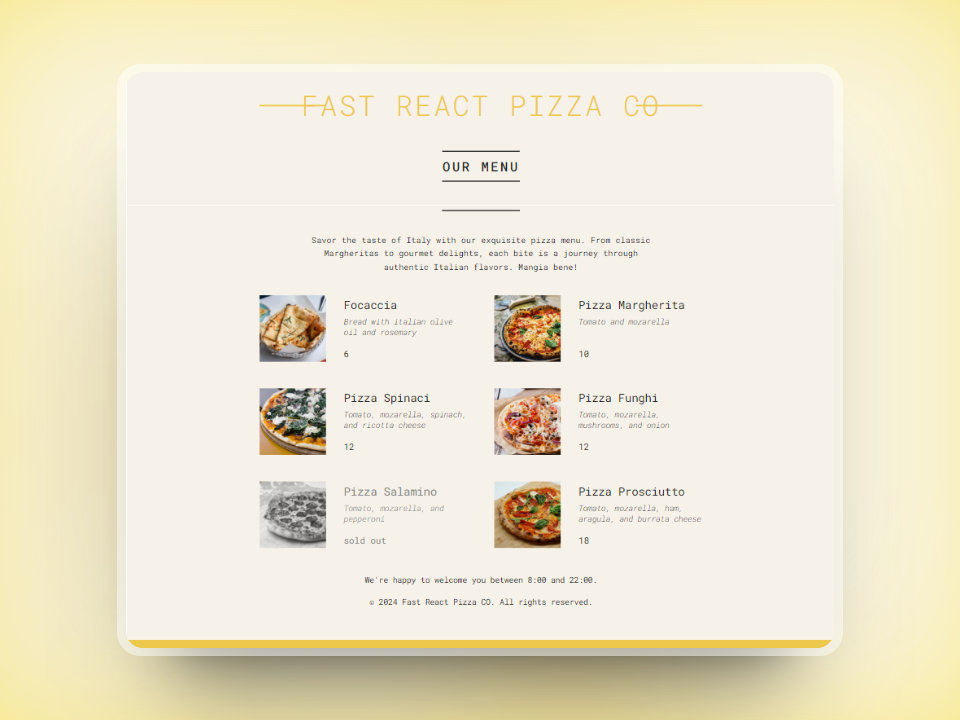 FAST REACT PIZZA CO
OUR MENU
Savor the taste of Italy with our exquisite pizza menu. From classic
Margheritas to gourmet delights, each bite is a journey through
authentic Italian flavors. Mangia bene!
Focaccia
Bread with italian olive
oil and rosemary
6
Pizza Margherita
Tomato and mozarella
10
Pizza Spinaci
Tomato, mozarella, spinach,
and ricotta cheese
12
Pizza Funghi
Tomato, mozarella,
mushrooms, and onion
12
Pizza Salamino
Tomato, mozarella, and
pepperoni
sold out
Pizza Prosciutto
Tomato, mozarella, ham,
aragula, and burrata cheese
18
We're happy to welcome you between 8:00 and 22:00.
© 2024 Fast React Pizza CO. All rights reserved.